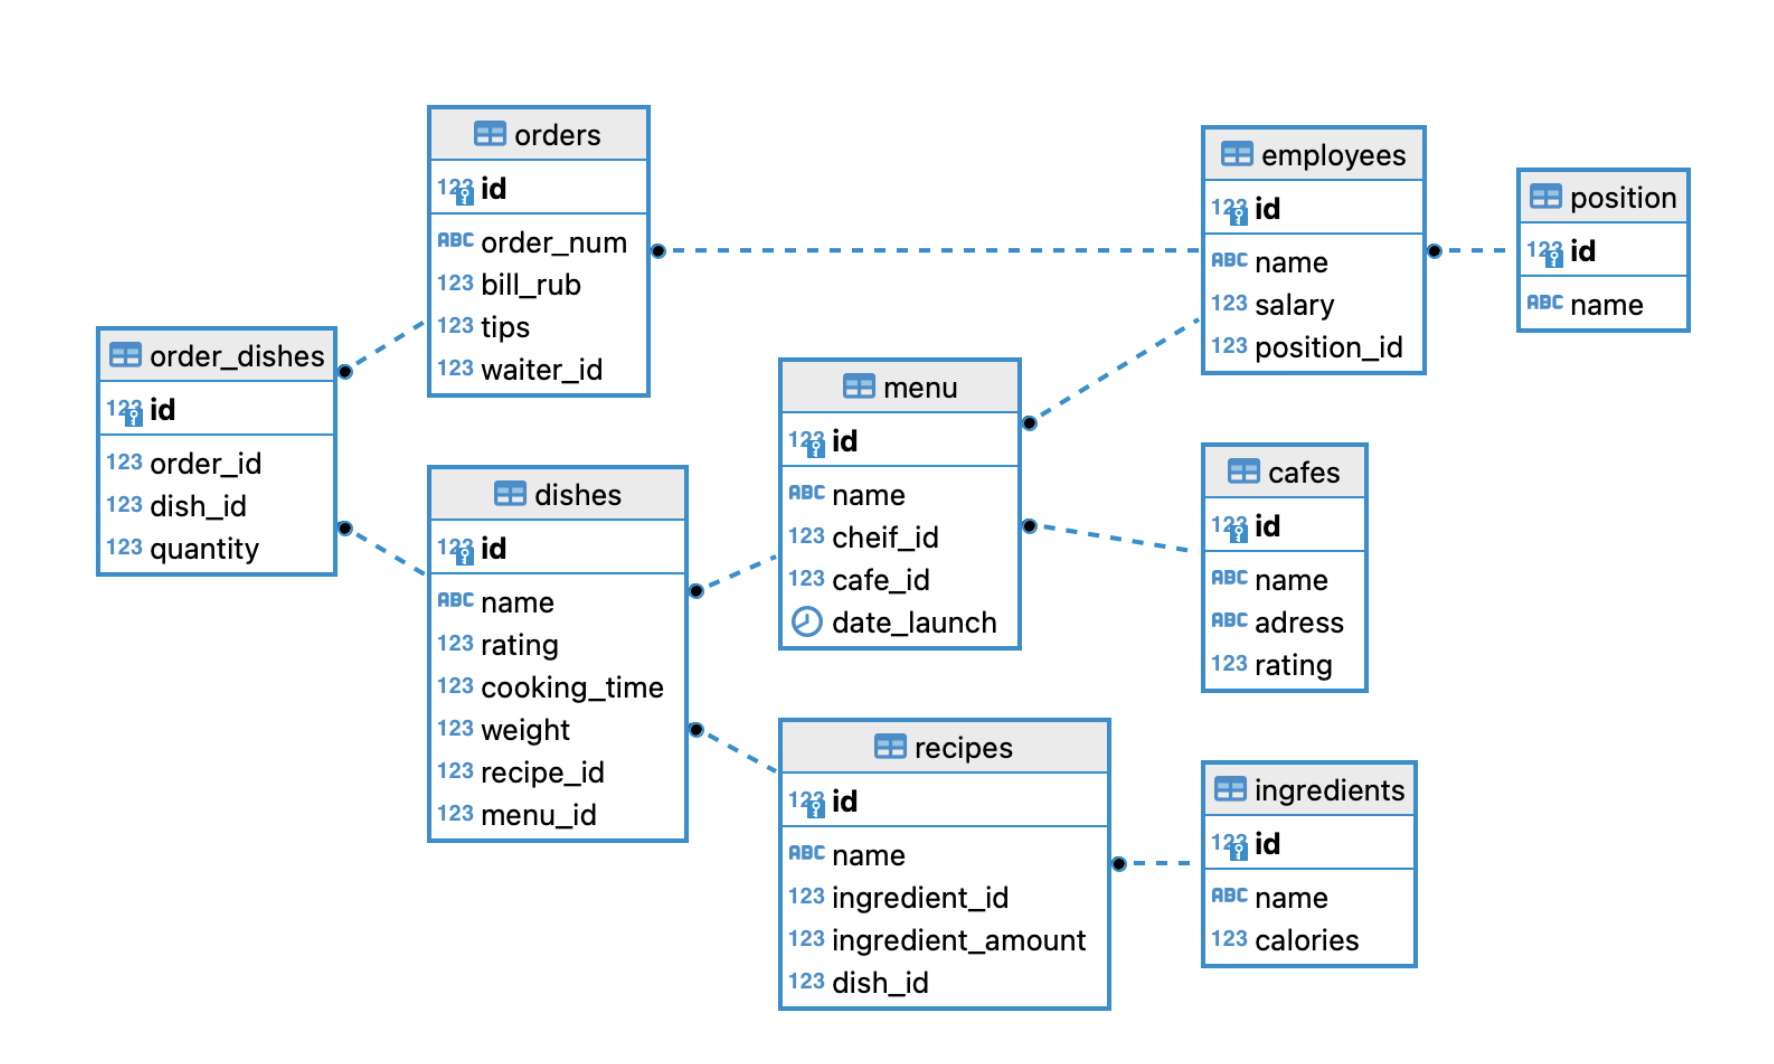 orders
123 id
ABC order_num
123 bill_rub
123 tips
123 waiter_id
employees
123 id
ABC name
123 salary
123 position_id
position
123 id
ABC name
order_dishes
123 id
123 order_id
123 dish_id
123 quantity
menu
123 id
ABC name
123 cheif_id
123 cafe_id
date_launch
dishes
123 id
ABC name
123 rating
123 cooking_time
123 weight
123 recipe_id
123 menu_id
cafes
123 id
ABC name
ABC adress
123 rating
recipes
123 id
ABC name
123 ingredient_id
123 ingredient_amount
123 dish_id
ingredients
123 id
ABC name
123 calories